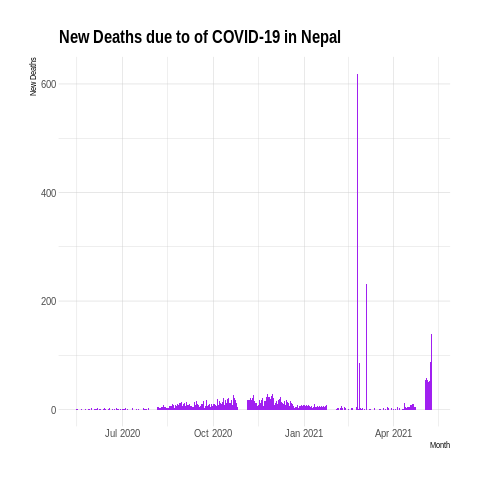 New Deaths due to of COVID-19 in Nepal
New Deaths
600
400
200
0
Jul 2020
Oct 2020
Jan 2021
Apr 2021
Month